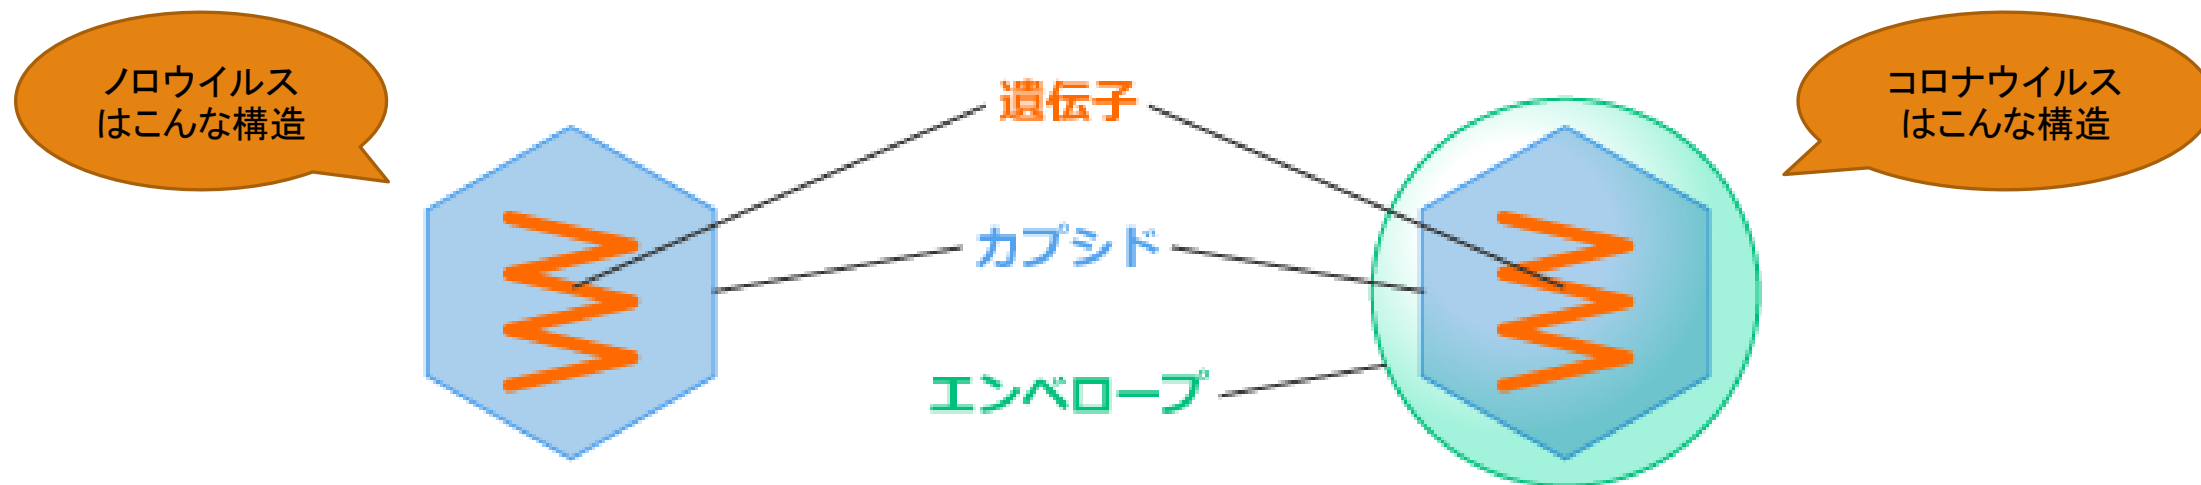 ノロウイルス
はこんな構造
遺伝子
カプシド
エンベロープ
コロナウイルス
はこんな構造